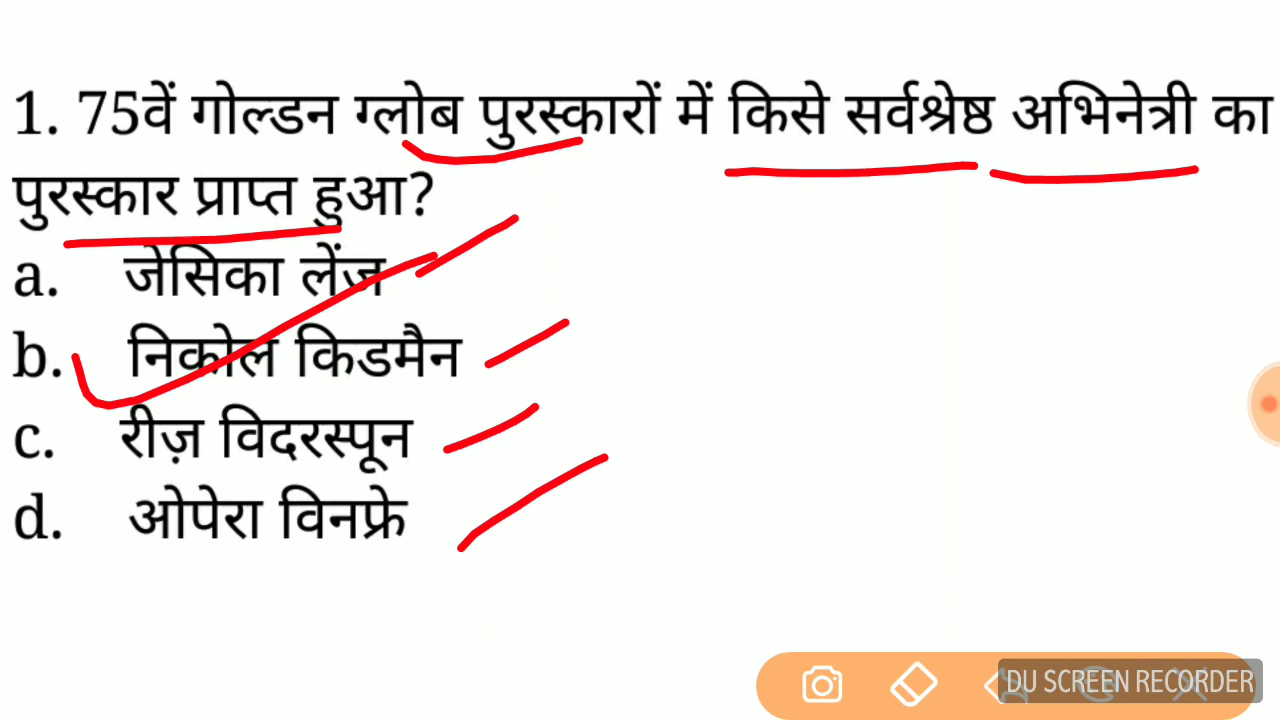 1. 75वें गोल्डन ग्लोब पुरस्कारों में किसे सर्वश्रेष्ठ अभिनेत्री का
पुरस्कार प्राप्त हुआ?
a. जेसिका लेंज
b. निकोल किडमैन
c. रीज़ विदरस्पून
d. ओपेरा विनफ्रे
DU SCREEN RECORDER